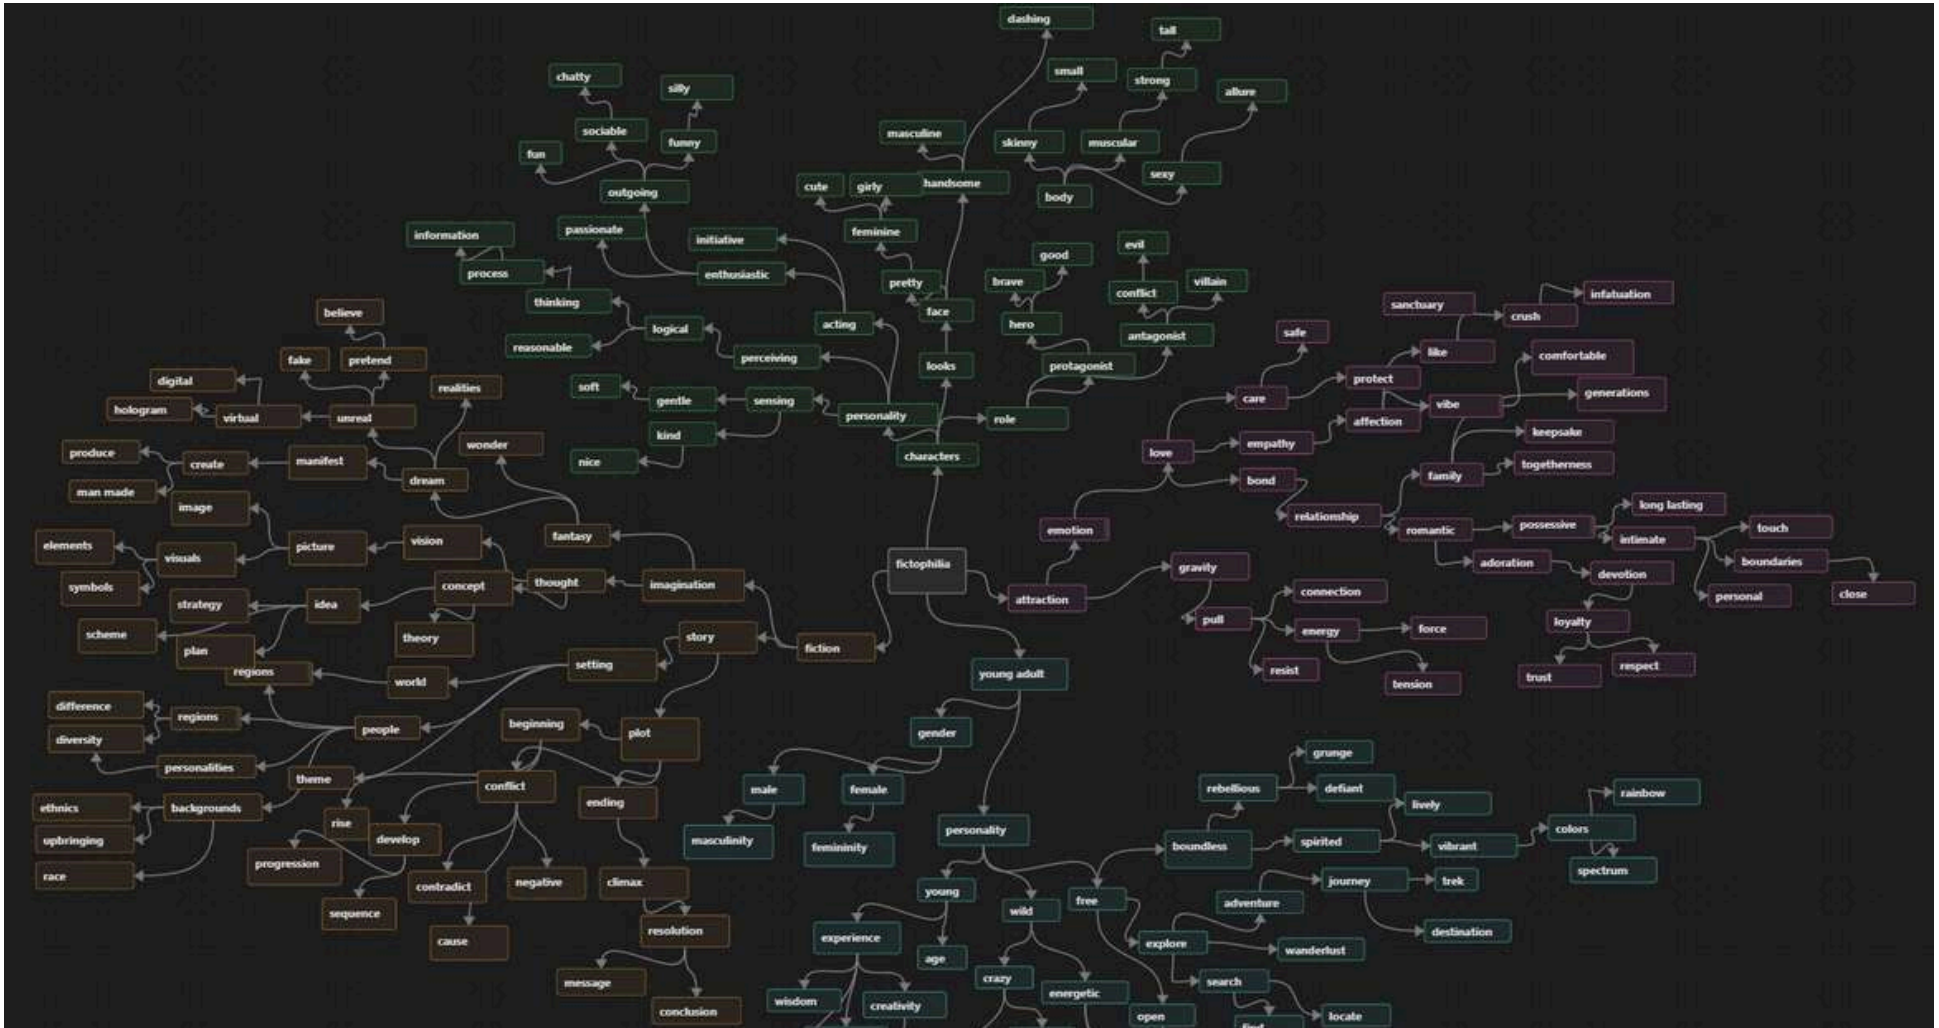 dashing
tall
small
strong
chatty
silly
allure
sociable
funny
masculine
skinny
muscular
fun
outgoing
cute
girly
handsome
sexy
body
information
passionate
initiative
feminine
evil
good
process
enthusiastic
pretty
brave
conflict
villain
thinking
logical
acting
face
hero
antagonist
sanctuary
infatuation
crush
believe
reasonable
perceiving
looks
protagonist
safe
like
comfortable
fake
pretend
digital
realities
soft
gentle
sensing
personality
role
care
protect
vibe
generations
hologram
virtual
unreal
kind
affection
keepsake
produce
create
manifest
wonder
nice
characters
love
empathy
togetherness
man made
dream
bond
family
image
relationship
long lasting
elements
visuals
picture
vision
fantasy
emotion
romantic
possessive
intimate
touch
symbols
concept
thought
imagination
fictophilia
gravity
adoration
devotion
boundaries
strategy
idea
attraction
connection
personal
close
scheme
theory
story
pull
energy
force
loyalty
plan
setting
fiction
regions
world
young adult
resist
tension
trust
respect
difference
regions
people
beginning
plot
gender
diversity
personalities
theme
conflict
male
female
grunge
rebellious
defiant
lively
rainbow
ethnics
backgrounds
rise
develop
ending
masculinity
femininity
personality
boundless
spirited
vibrant
colors
upbringing
progression
spectrum
race
contradict
negative
climax
young
wild
free
adventure
journey
trek
sequence
cause
resolution
experience
age
explore
wanderlust
destination
message
conclusion
wisdom
creativity
crazy
energetic
search
open
find
locate